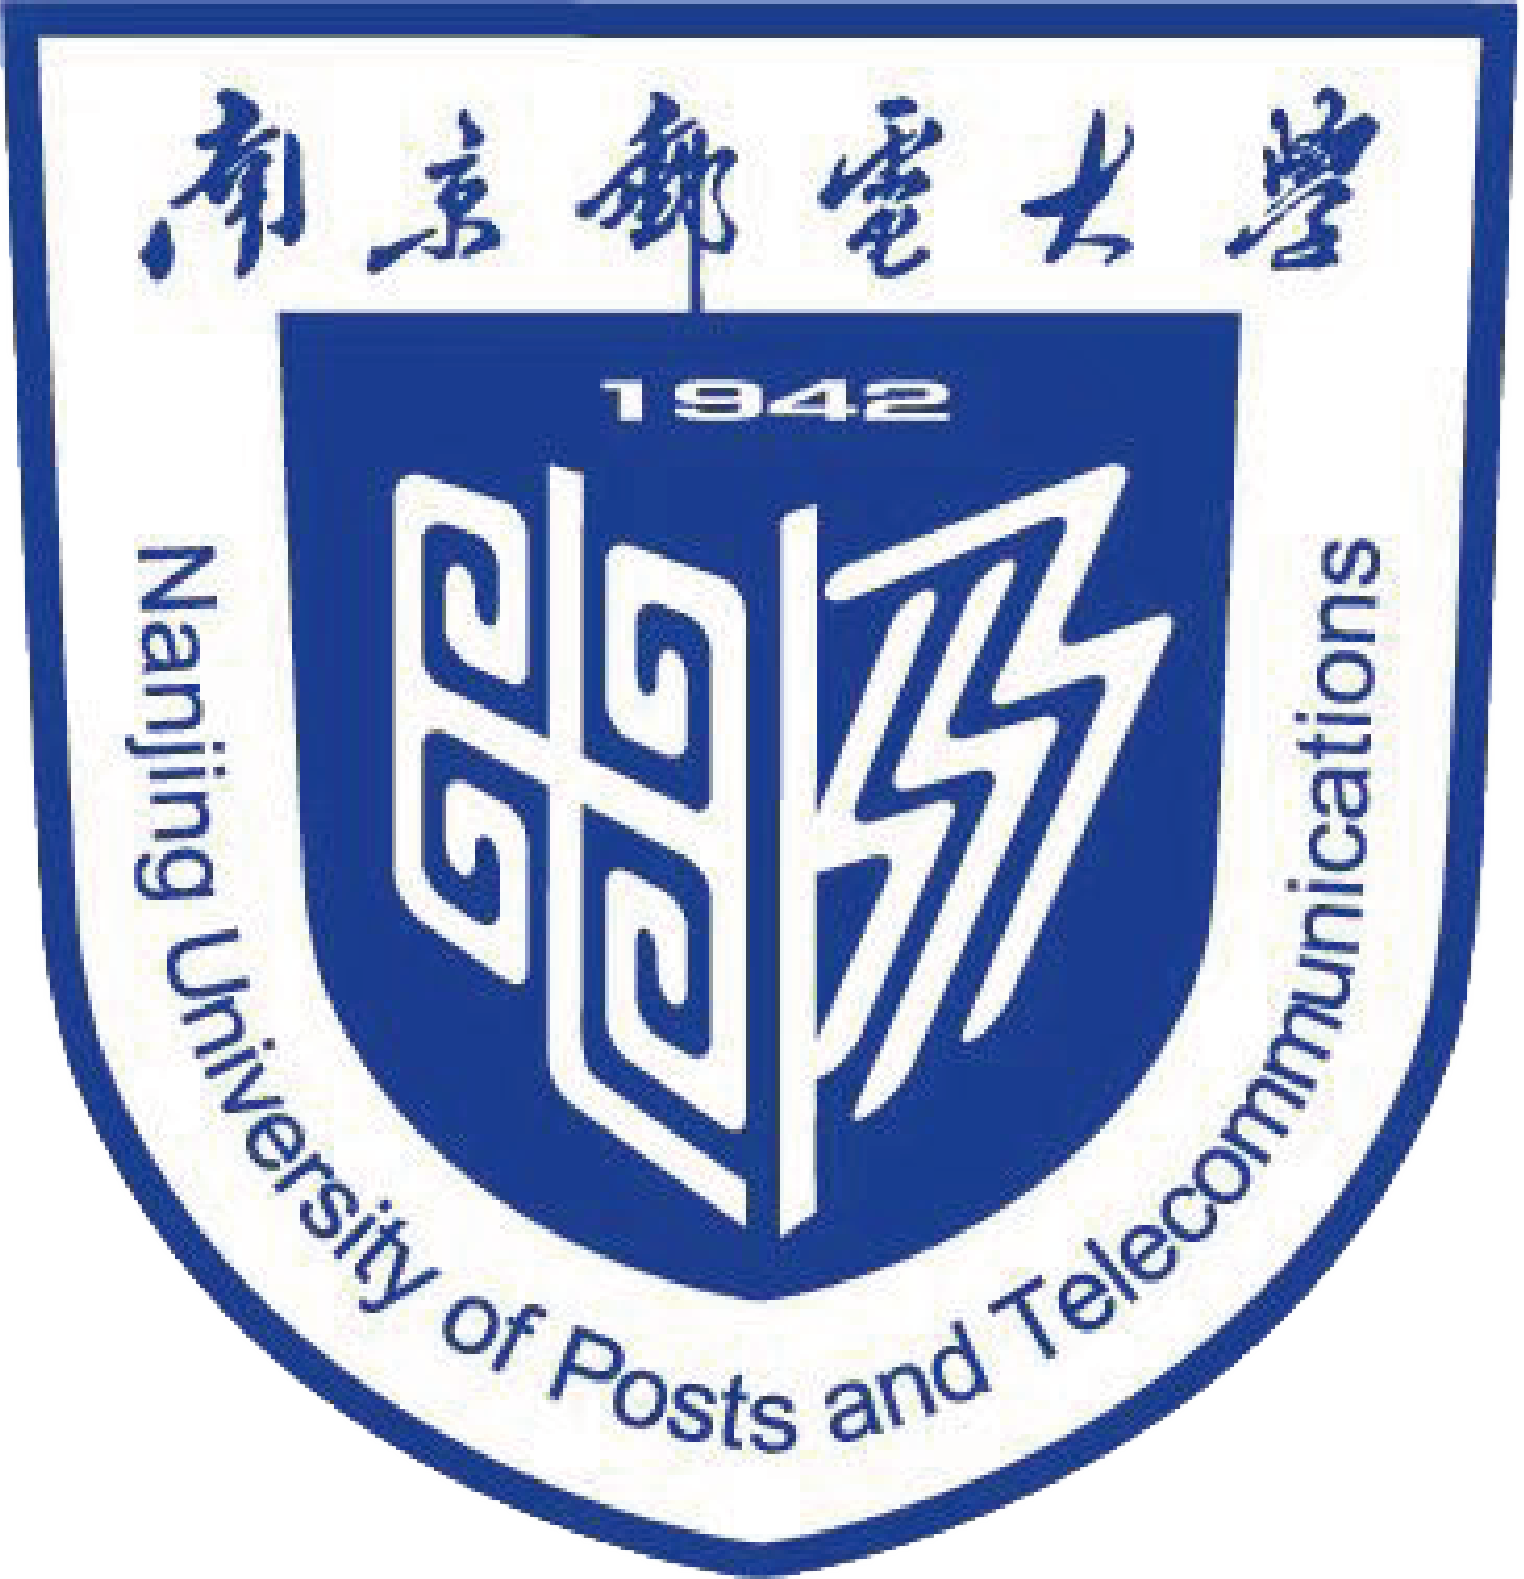 南京郵電大學
1942
Nanjing University of Posts and Telecommunications